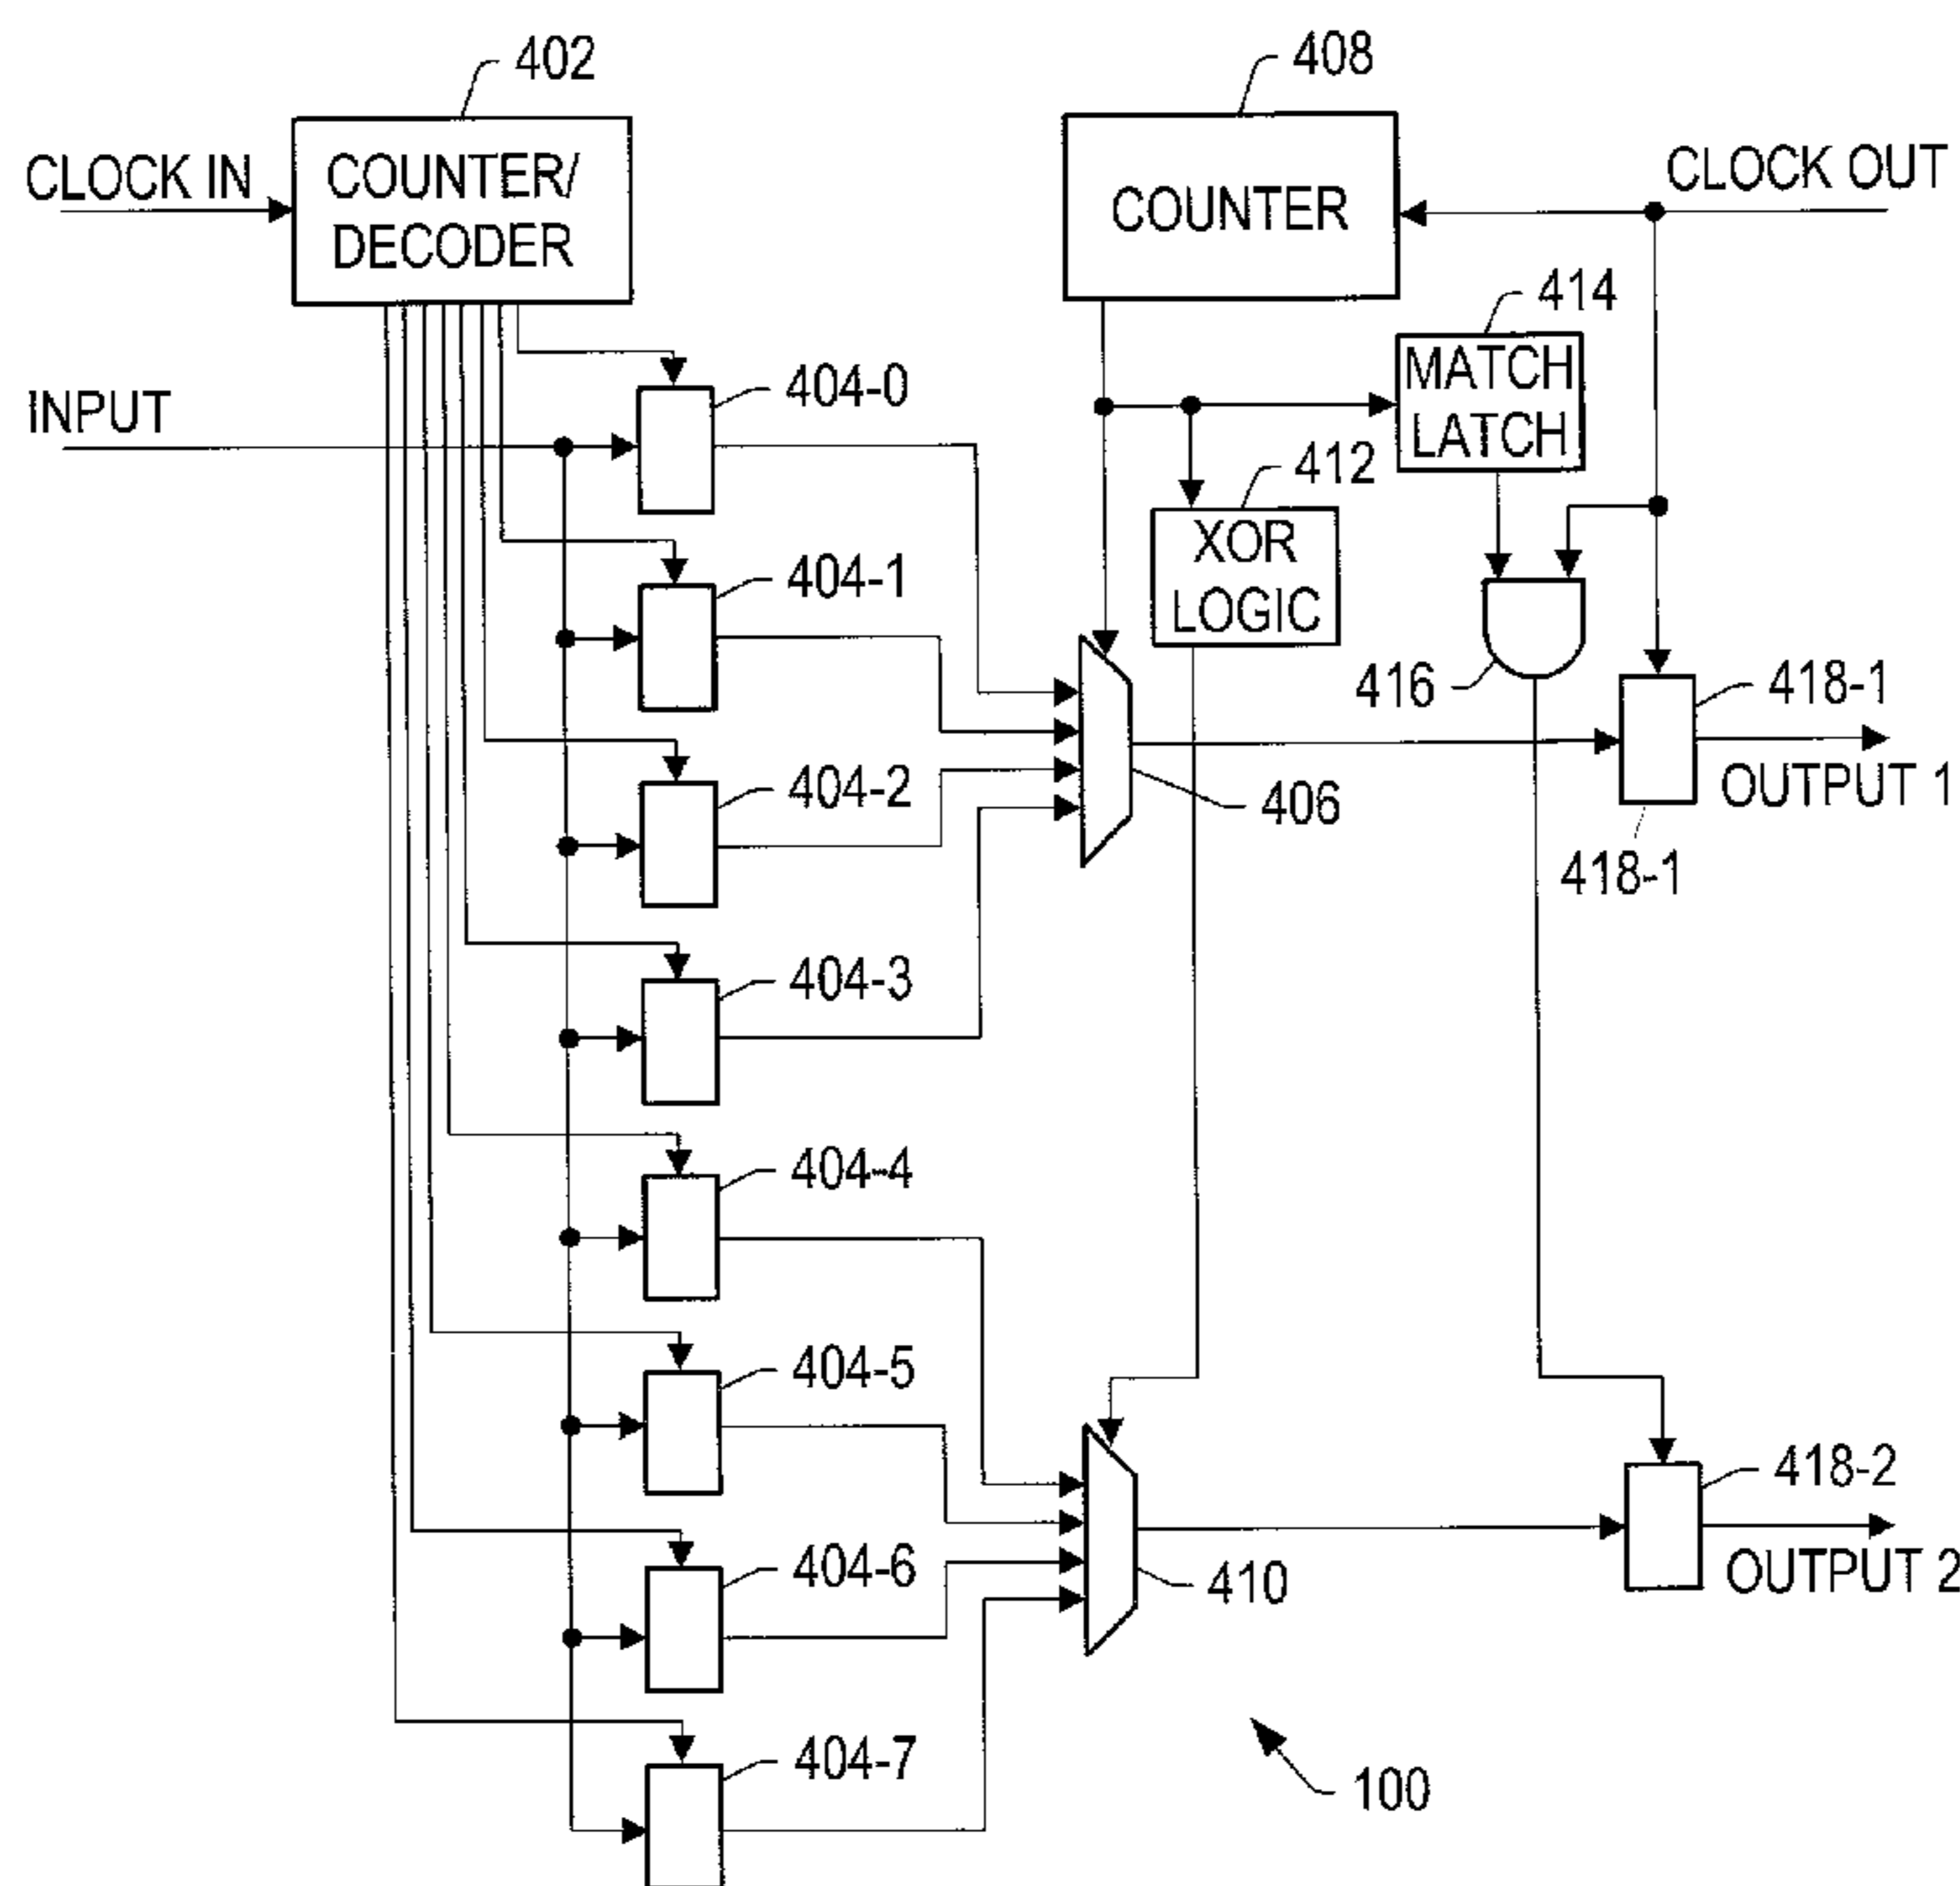 402
408
CLOCK IN
COUNTER/
DECODER
COUNTER
CLOCK OUT
414
MATCH
LATCH
INPUT
404-0
412
XOR
LOGIC
404-1
416
418-1
404-2
406
OUTPUT 1
418-1
404-3
404-4
404-5
418-2
404-6
410
OUTPUT 2
404-7
100